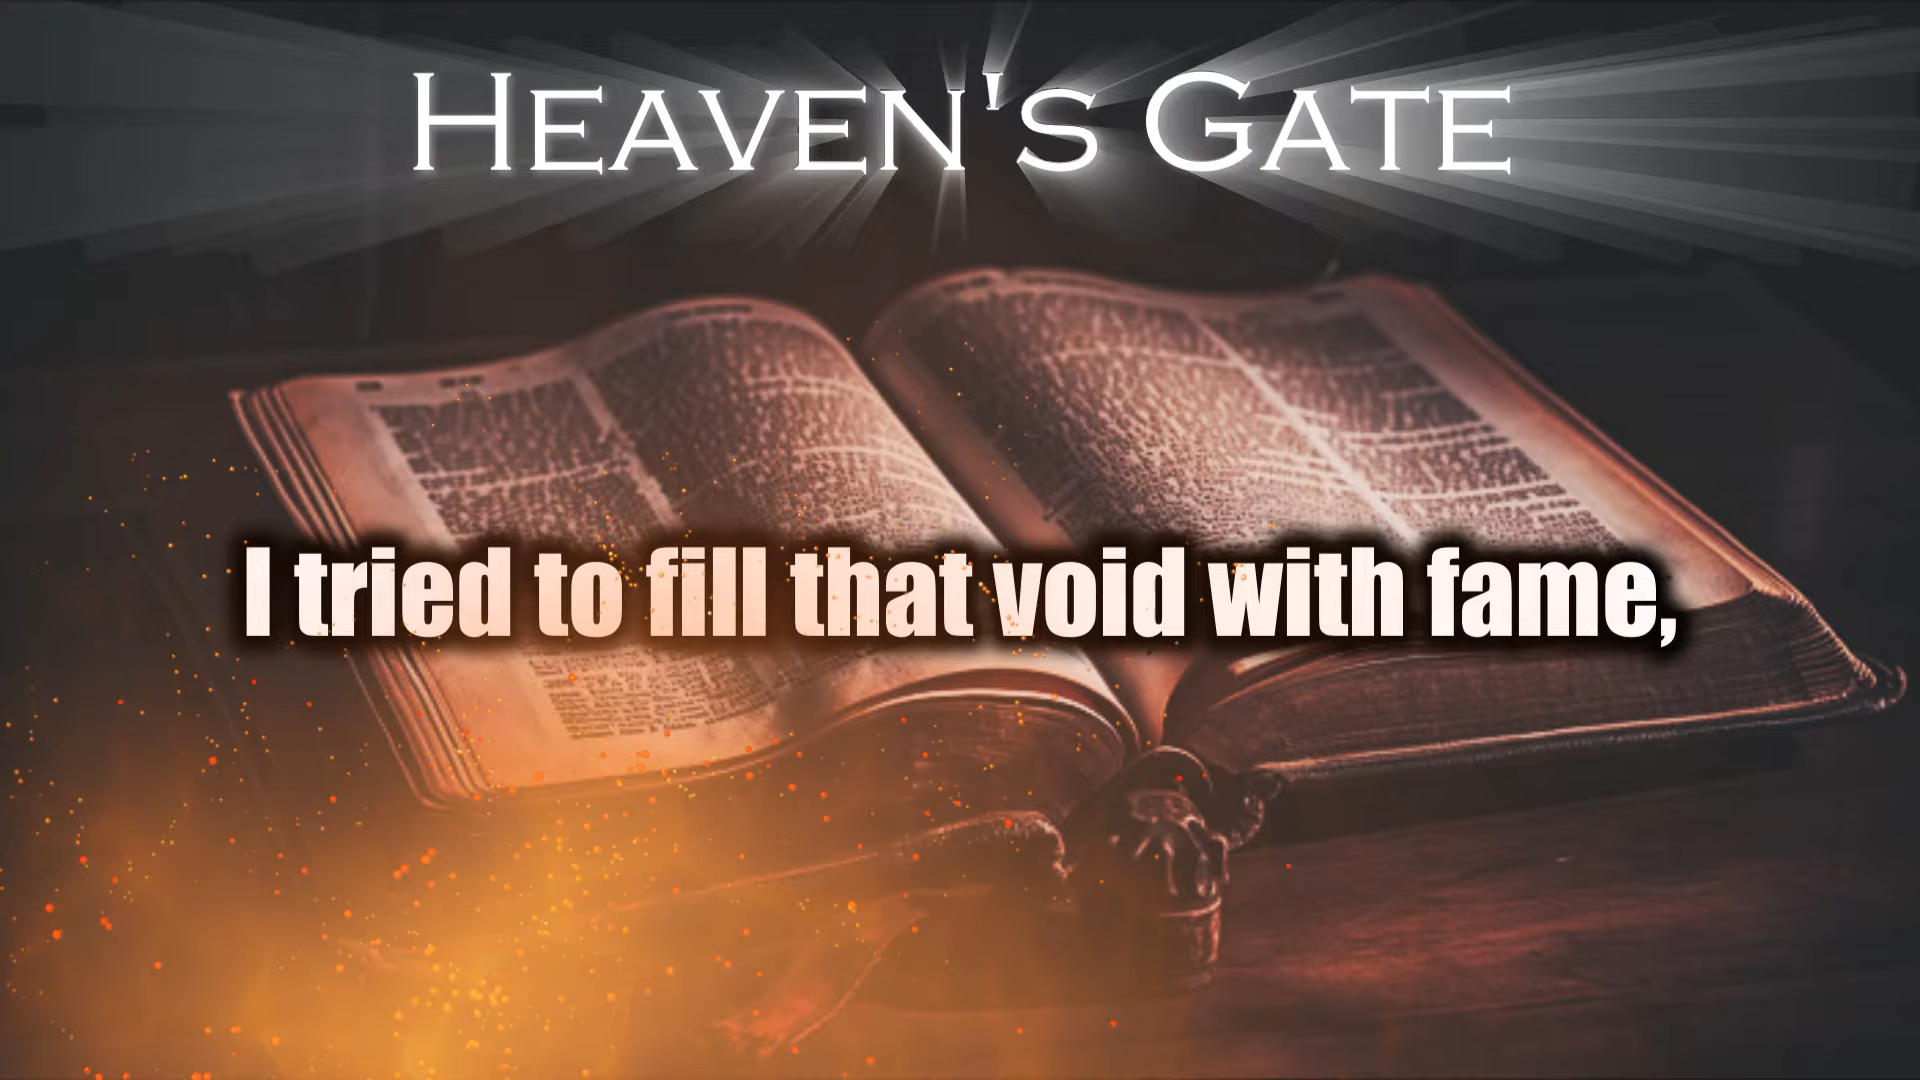 HEAVEN'S GATE
I tried to fill that void with fame,